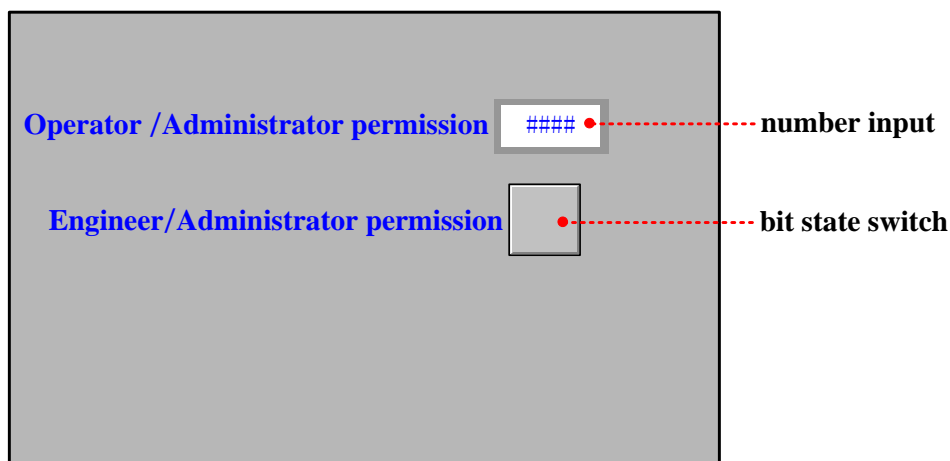 Operator /Administrator permission #### number input
Engineer/Administrator permission bit state switch